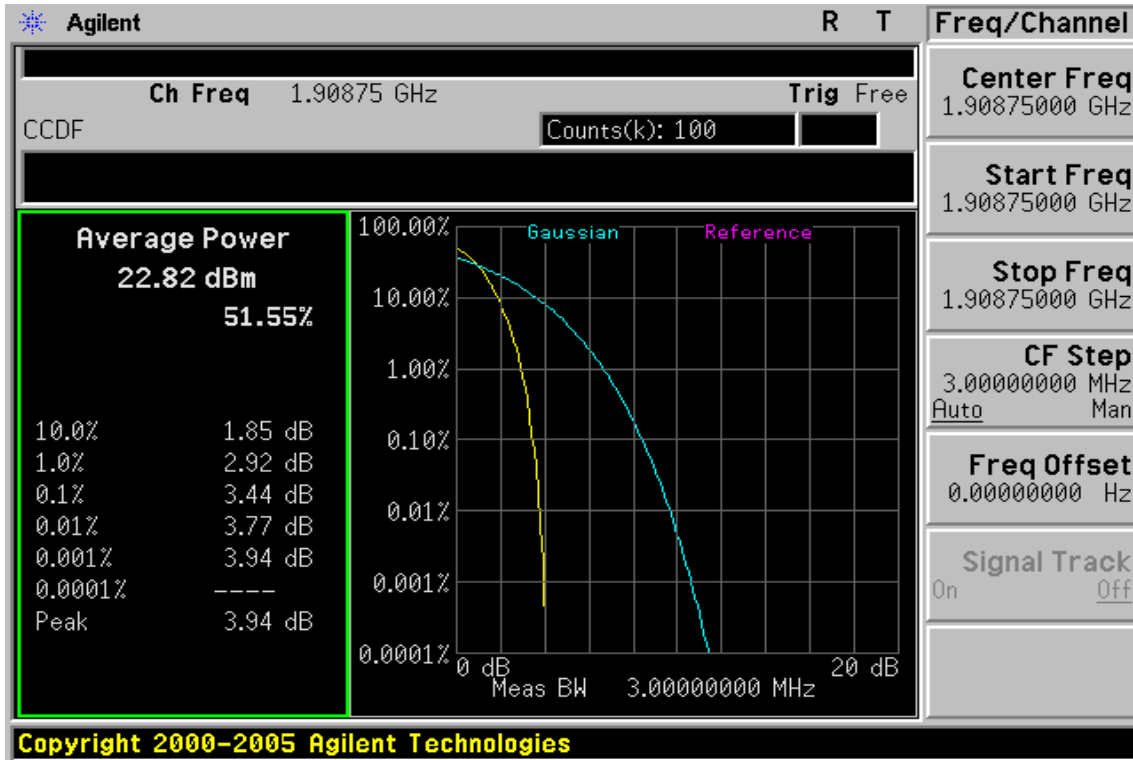 Agilent R T
Ch Freq 1.90875 GHz Trig Free
CCDF Counts(k): 100
Average Power
22.82 dBm
51.55%
10.0% 1.85 dB
1.0% 2.92 dB
0.1% 3.44 dB
0.01% 3.77 dB
0.001% 3.94 dB
0.0001% ----
Peak 3.94 dB
Gaussian Reference
100.00%
10.00%
1.00%
0.10%
0.01%
0.001%
0.0001%
0 dB 20 dB
Meas BW 3.00000000 MHz
Freq/Channel
Center Freq
1.90875000 GHz
Start Freq
1.90875000 GHz
Stop Freq
1.90875000 GHz
CF Step
3.00000000 MHz
Auto Man
Freq Offset
0.00000000 Hz
Signal Track
On Off
Copyright 2000-2005 Agilent Technologies